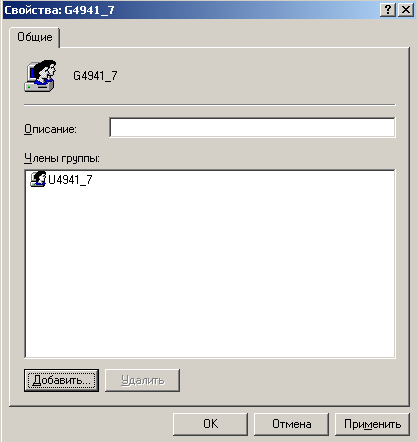 Свойства: G4941_7
Общие
G4941_7
Описание:
Члены группы:
U4941_7
Добавить... Удалить
OK Отмена Применить